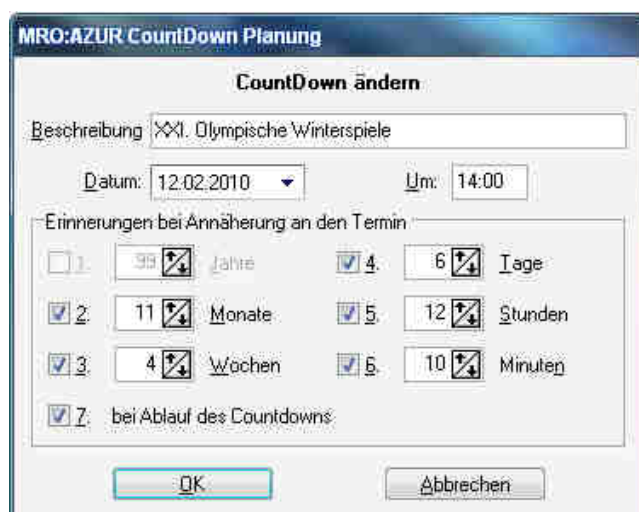 MRO:AZUR CountDown Planung
CountDown ändern
Beschreibung XXI. Olympische Winterspiele
Datum: 12.02.2010 Um: 14:00
Erinnerungen bei Annäherung an den Termin
1. 99 Jahre 4. 6 Tage
2. 11 Monate 5. 12 Stunden
3. 4 Wochen 6. 10 Minuten
7. bei Ablauf des Countdowns
OK Abbrechen